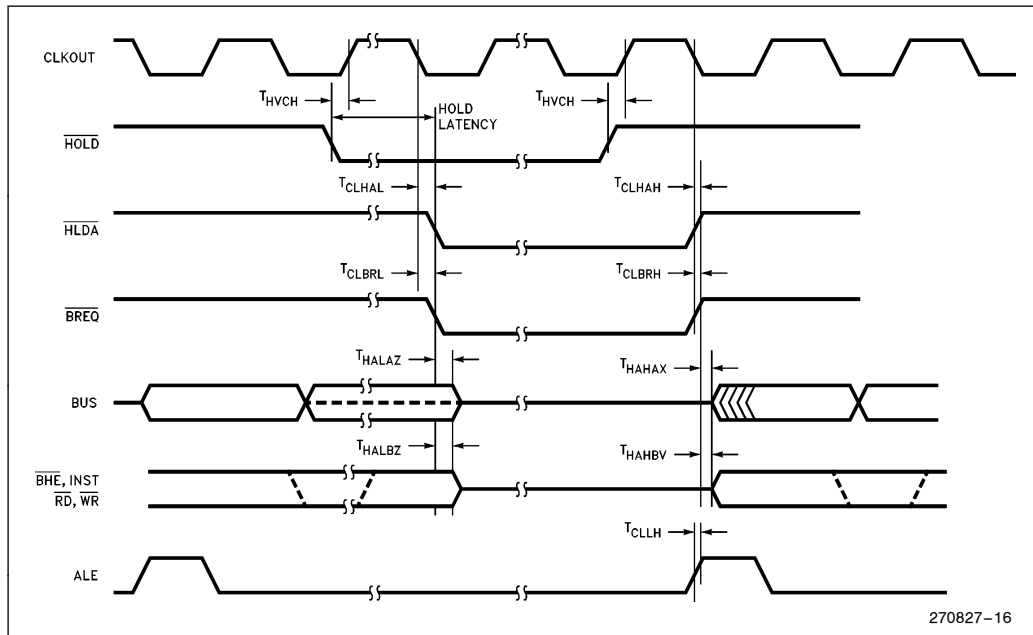 CLKOUT
THVCH
THVCH
HOLD
LATENCY
HOLD
TCLHAL
TCLHAH
HLDA
TCLBRL
TCLBRH
BREQ
THALAZ
THAHAX
BUS
THALBZ
THAHBV
BHE, INST
RD, WR
TCLLH
ALE
270827-16